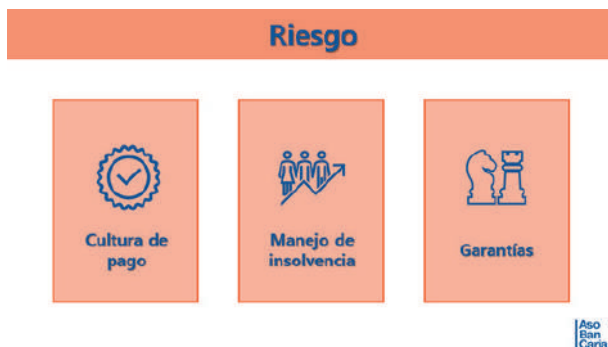 Riesgo
Cultura de
pago
Manejo de
insolvencia
Garantías
Aso
Ban
Caria